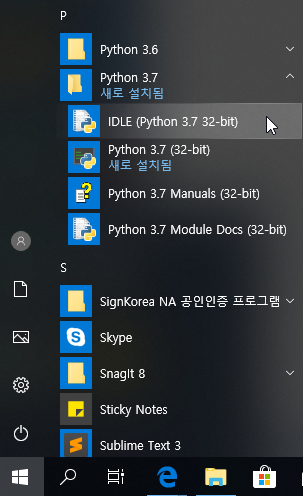 P
Python 3.6
Python 3.7
새로 설치됨
IDLE (Python 3.7 32-bit)
Python 3.7 (32-bit)
새로 설치됨
Python 3.7 Manuals (32-bit)
Python 3.7 Module Docs (32-bit)
S
SignKorea NA 공인인증 프로그램
Skype
SnagIt 8
Sticky Notes
Sublime Text 3